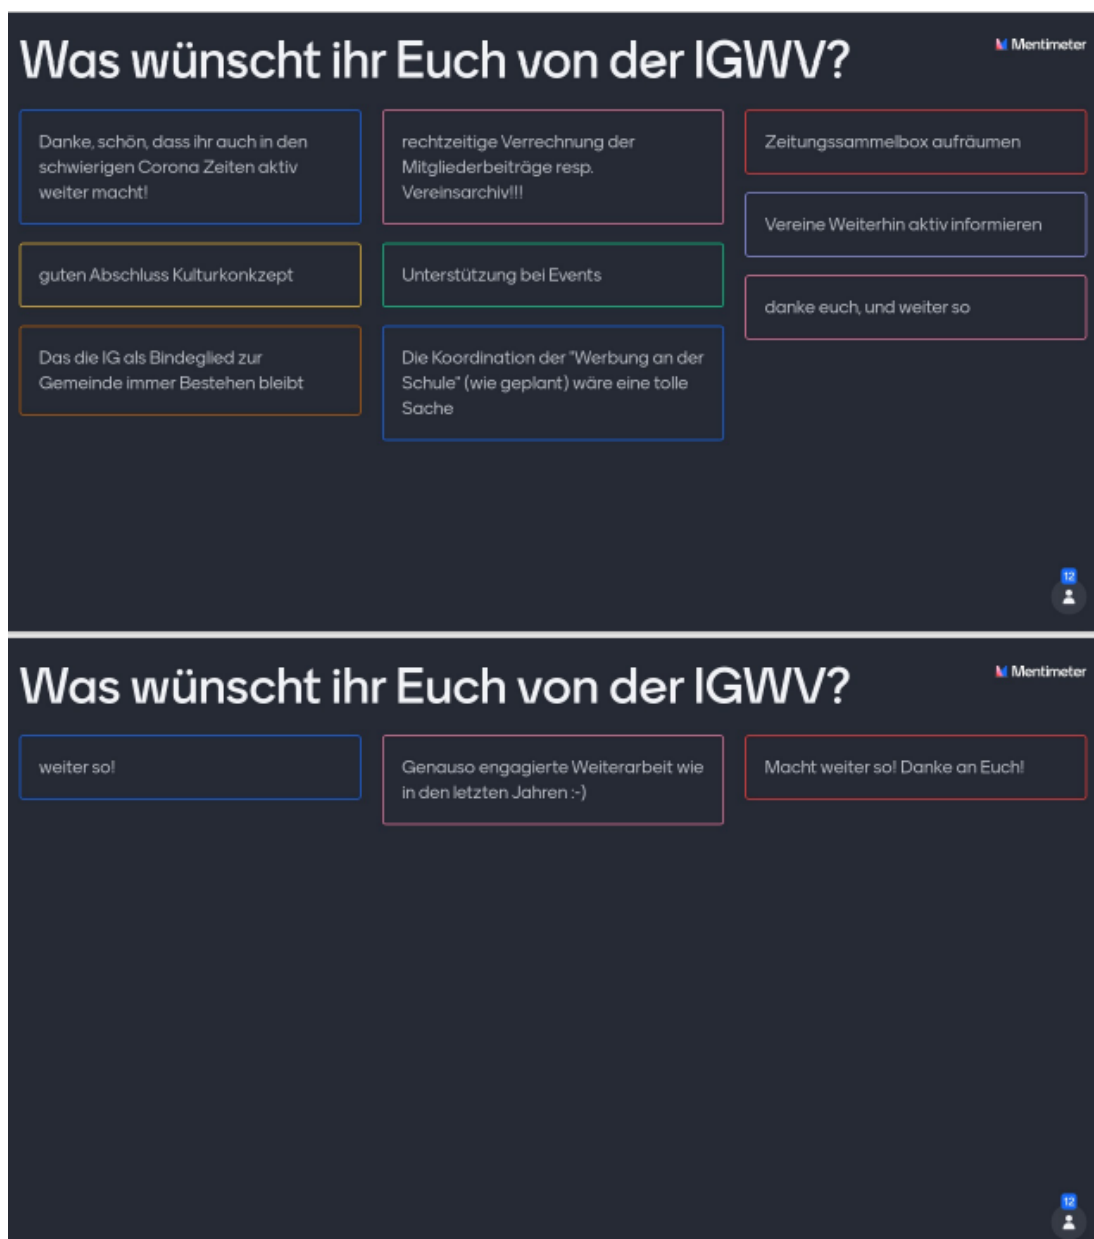 Was wünscht ihr Euch von der IGWV?
Mentimeter
Danke, schön, dass ihr auch in den
schwierigen Corona Zeiten aktiv
weiter macht!
guten Abschluss Kulturkonkzept
Das die IG als Bindeglied zur
Gemeinde immer Bestehen bleibt
rechtzeitige Verrechnung der
Mitgliederbeiträge resp.
Vereinsarchiv!!!
Unterstützung bei Events
Die Koordination der "Werbung an der
Schule" (wie geplant) wäre eine tolle
Sache
Zeitungssammelbox aufräumen
Vereine Weiterhin aktiv informieren
danke euch, und weiter so
12
Was wünscht ihr Euch von der IGWV?
Mentimeter
weiter so!
Genauso engagierte Weiterarbeit wie
in den letzten Jahren :-)
Macht weiter so! Danke an Euch!
12